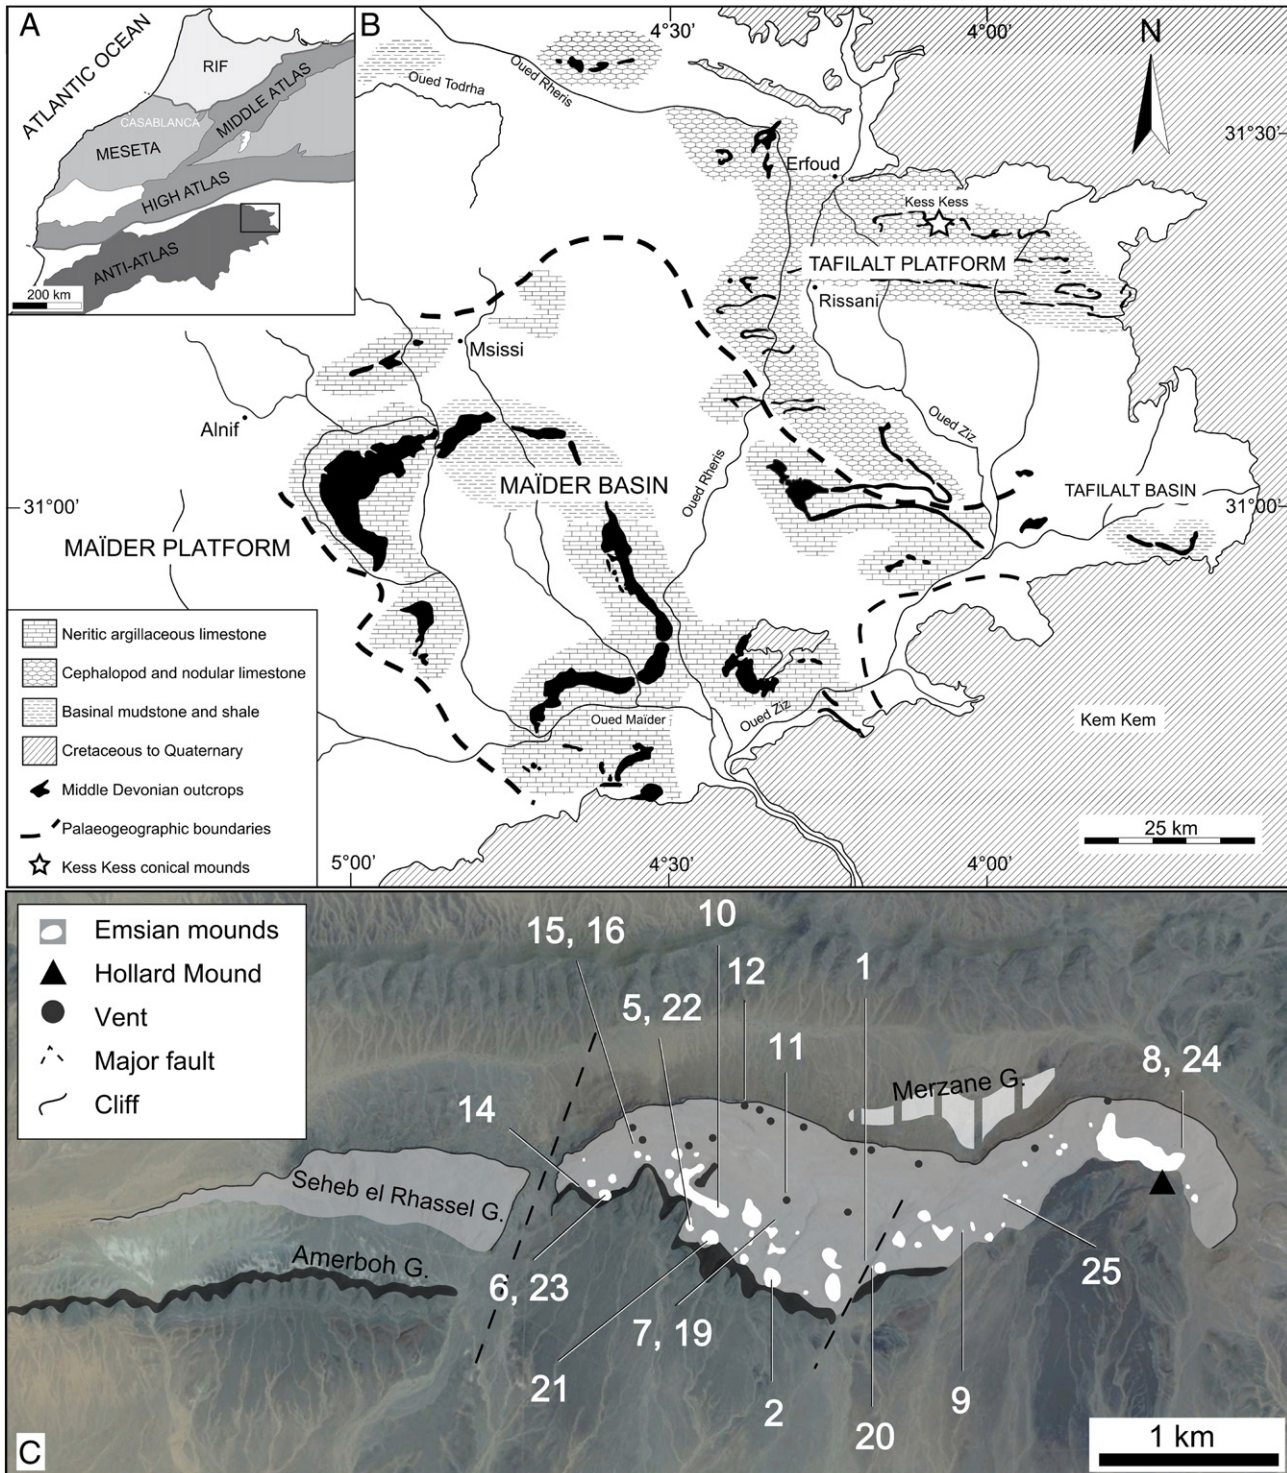 A
ATLANTIC OCEAN
RIF
CASABLANCA
MIDDLE ATLAS
MESETA
HIGH ATLAS
ANTI-ATLAS
200 km
B
4°30'
4°00'
N
Oued Todrha
Oued Rheris
31°30'
Erfoud
Kess Kess
TAFILALT PLATFORM
Rissani
Msissi
Alnif
Oued Ziz
MAÏDER BASIN
Oued Rheris
TAFILALT BASIN
31°00'
31°00'
MAÏDER PLATFORM
Oued Maïder
Oued Ziz
Kem Kem
Neritic argillaceous limestone
Cephalopod and nodular limestone
Basinal mudstone and shale
Cretaceous to Quaternary
Middle Devonian outcrops
Palaeogeographic boundaries
Kess Kess conical mounds
25 km
5°00'
4°30'
4°00'
Emsian mounds
Hollard Mound
Vent
Major fault
Cliff
10
15, 16
12
1
5, 22
11
8, 24
14
Merzane G.
Seheb el Rhassel G.
Amerboh G.
6, 23
25
7, 19
21
2
9
20
1 km
C